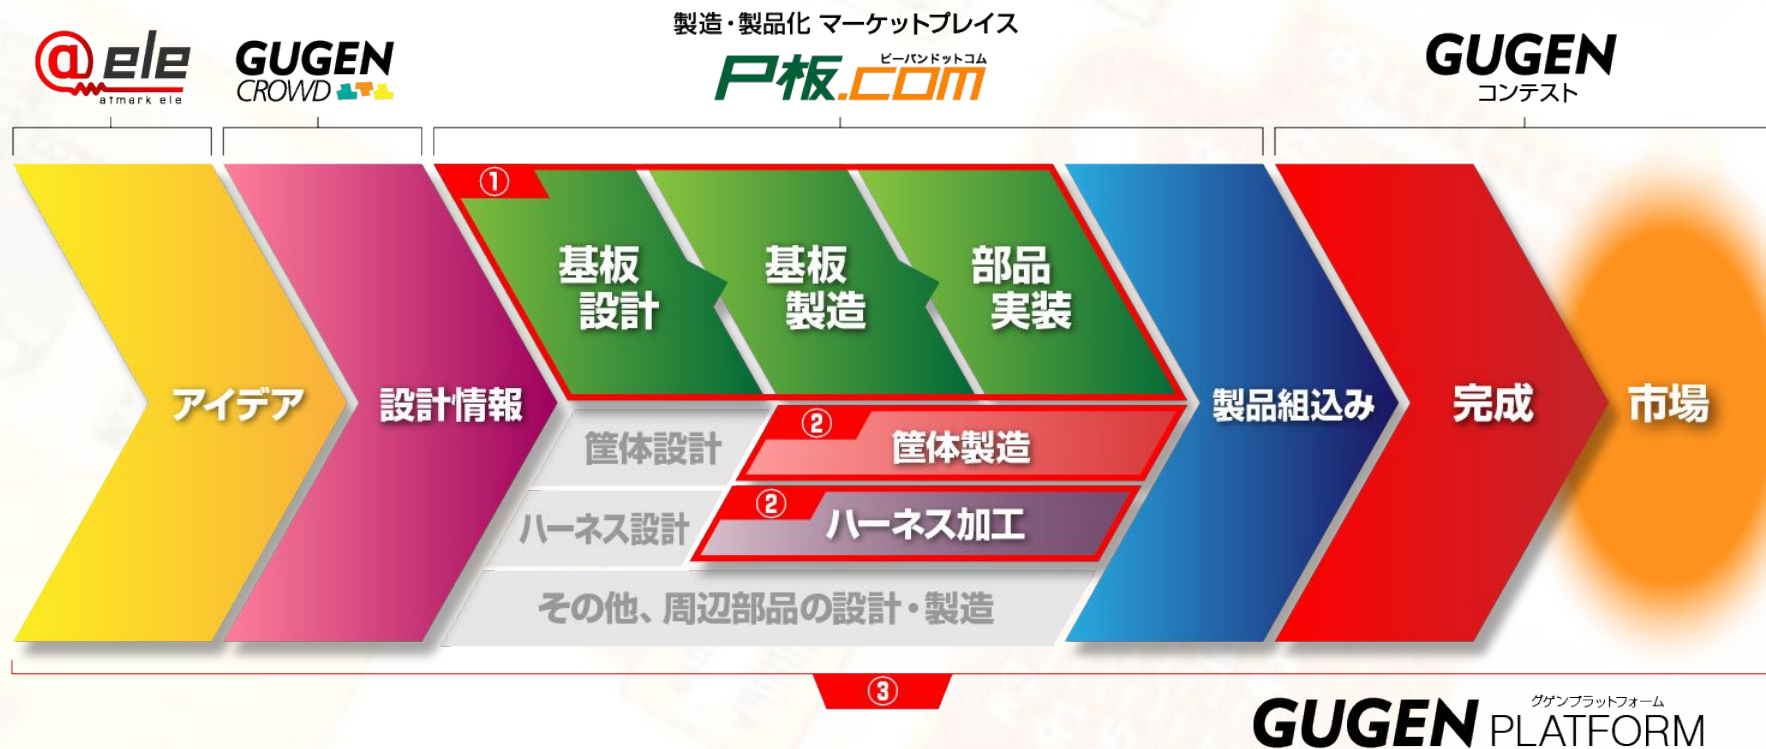 @ele
atmark ele
GUGEN
CROWD
製造・製品化 マーケットプレイス
ピーバンドットコム
P板.com
GUGEN
コンテスト
①
基板
設計
基板
製造
部品
実装
アイデア
設計情報
筐体設計
②
筐体製造
ハーネス設計
②
ハーネス加工
その他、周辺部品の設計・製造
製品組込み
完成
市場
③
グゲンプラットフォーム
GUGEN PLATFORM